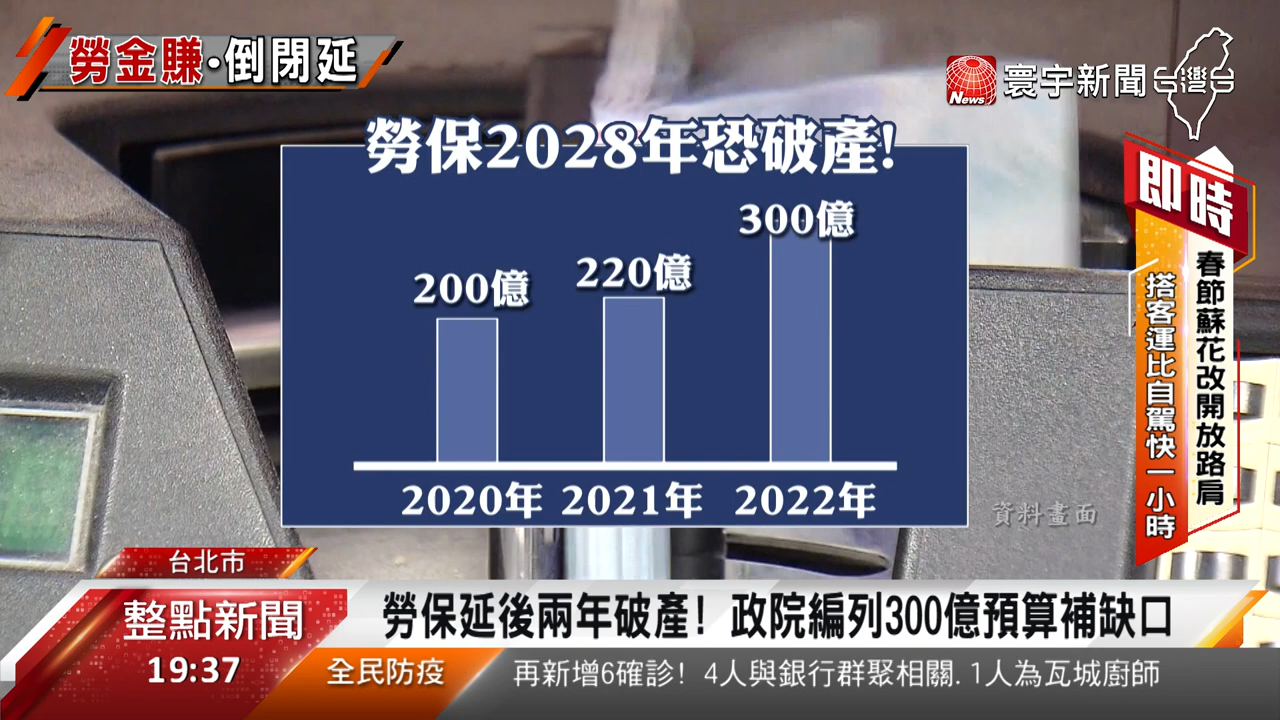 勞金賺·倒閉延
News 寰宇新聞 台灣台
勞保2028年恐破產!
200億
220億
300億
2020年 2021年 2022年
即時
春節蘇花改開放路肩
搭客運比自駕快一小時
資料畫面
台北市
整點新聞
19:37
勞保延後兩年破產! 政院編列300億預算補缺口
全民防疫
再新增6確診! 4人與銀行群聚相關.1人為瓦城廚師